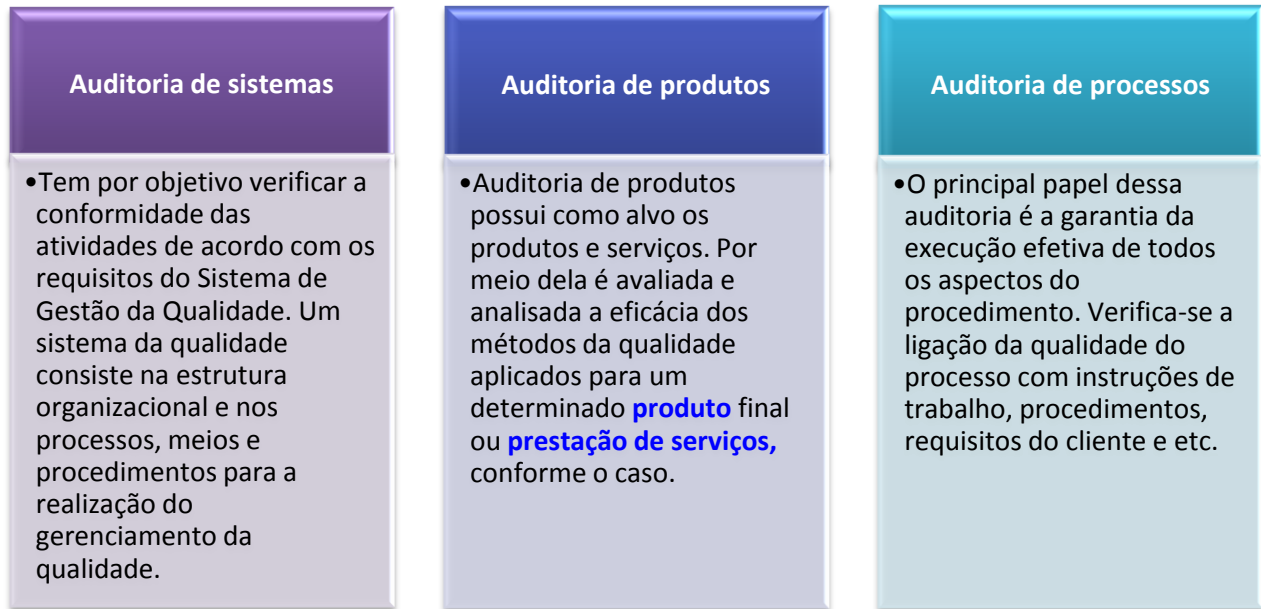 Auditoria de sistemas
•Tem por objetivo verificar a
conformidade das
atividades de acordo com os
requisitos do Sistema de
Gestão da Qualidade. Um
sistema da qualidade
consiste na estrutura
organizacional e nos
processos, meios e
procedimentos para a
realização do
gerenciamento da
qualidade.
Auditoria de produtos
•Auditoria de produtos
possui como alvo os
produtos e serviços. Por
meio dela é avaliada e
analisada a eficácia dos
métodos da qualidade
aplicados para um
determinado produto final
ou prestação de serviços,
conforme o caso.
Auditoria de processos
•O principal papel dessa
auditoria é a garantia da
execução efetiva de todos
os aspectos do
procedimento. Verifica-se a
ligação da qualidade do
processo com instruções de
trabalho, procedimentos,
requisitos do cliente e etc.